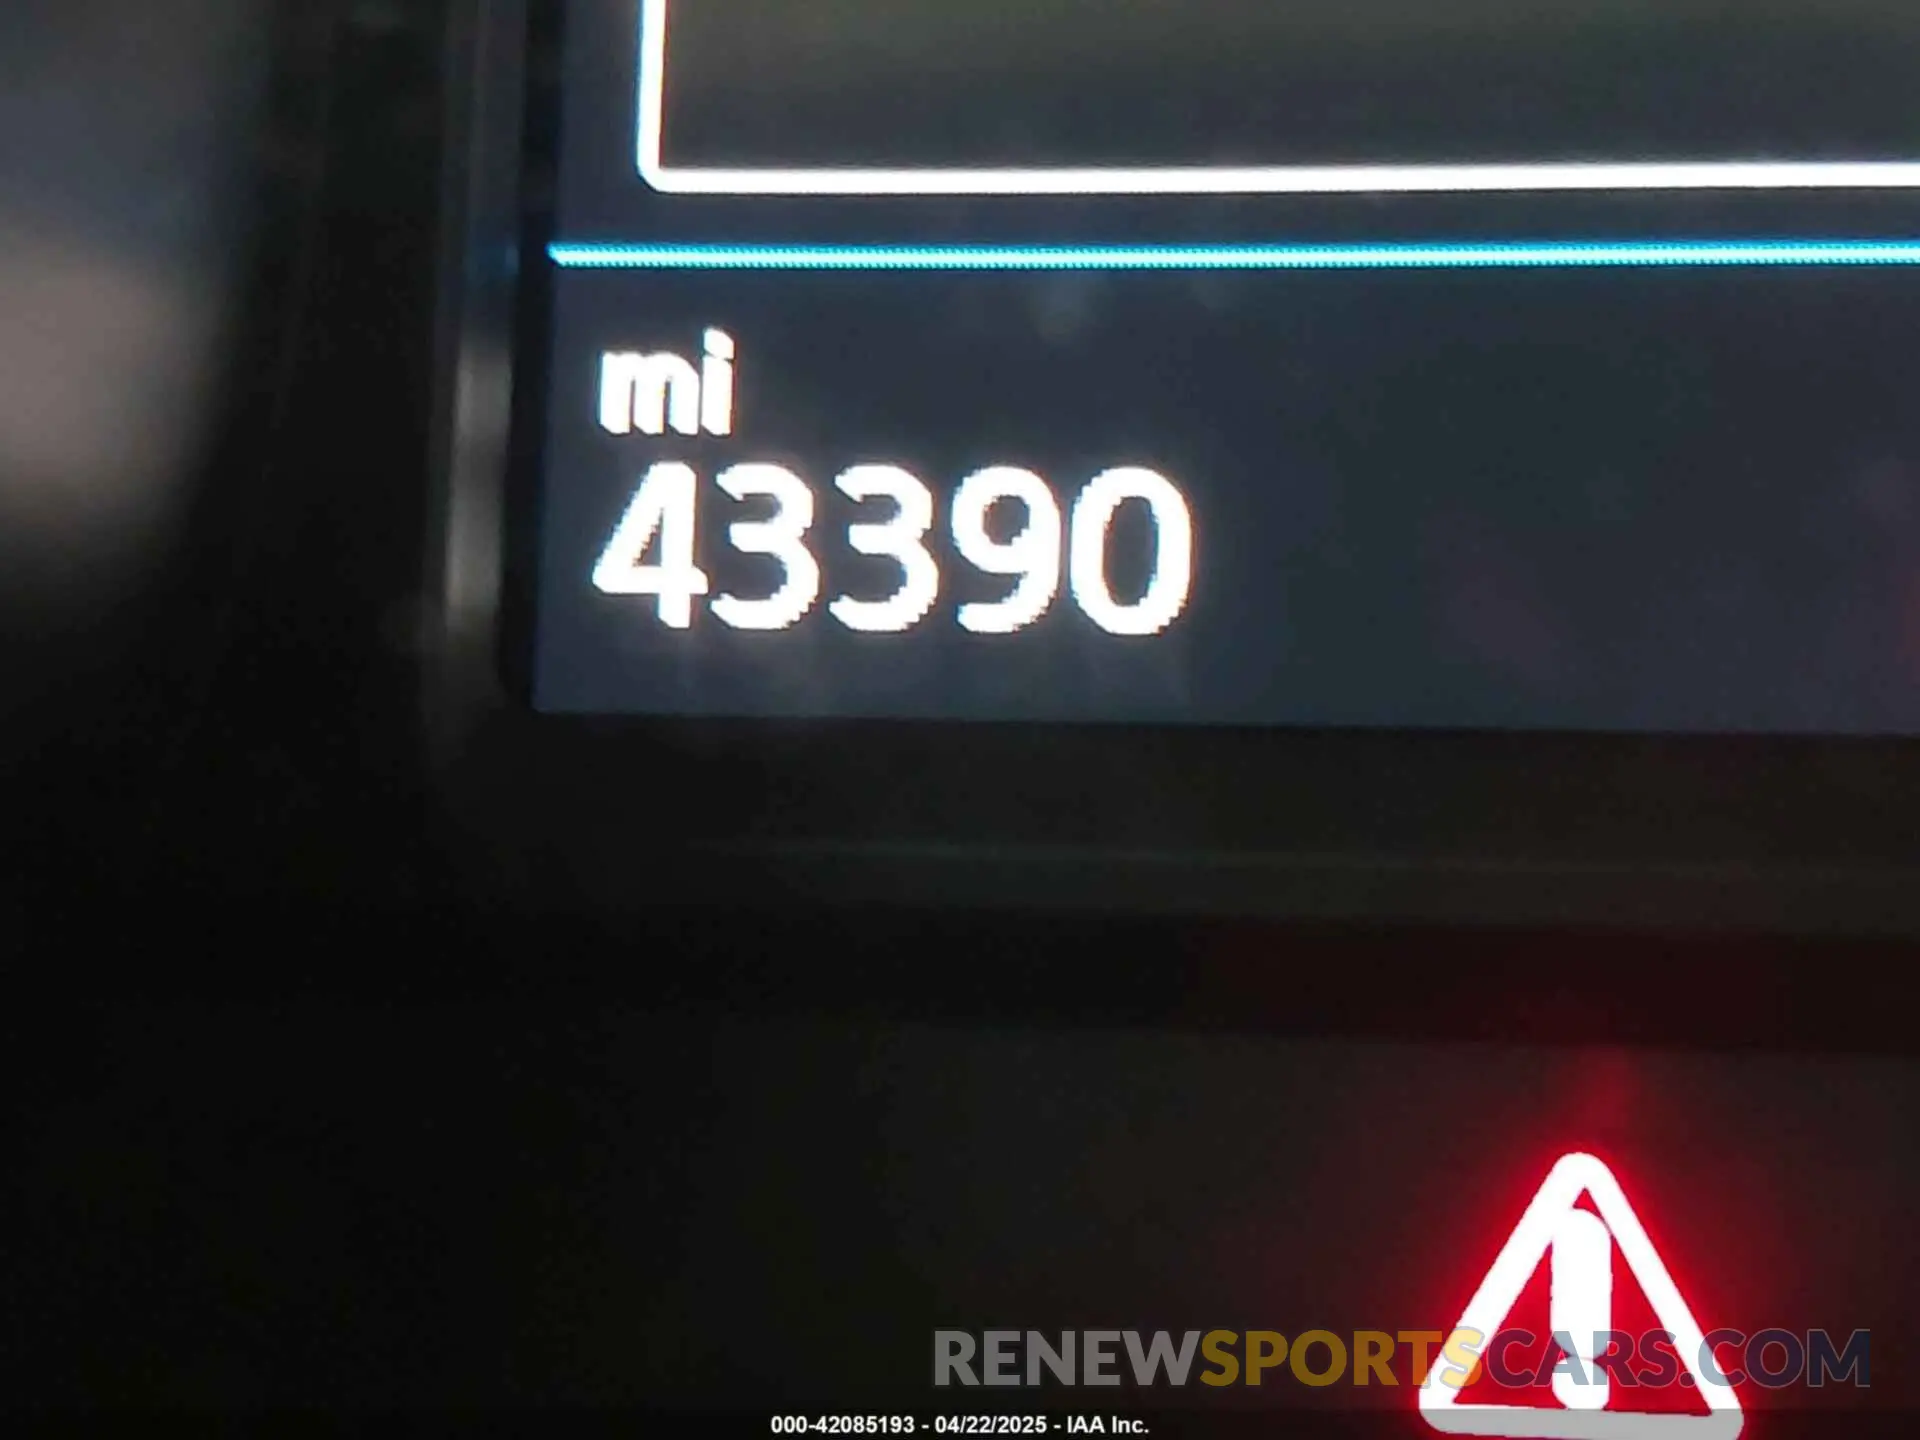 mi
43390
RENEWSPORTSCARS.COM
000-42085193 - 04/22/2025 - IAA Inc.